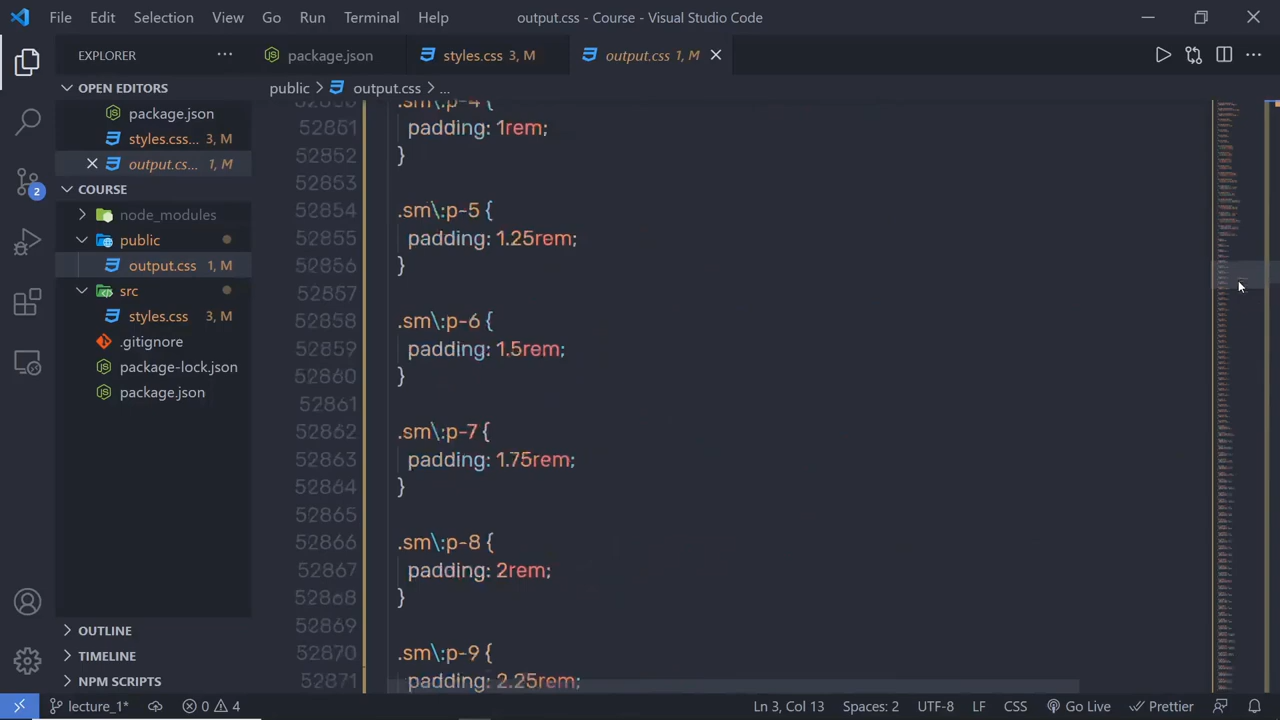 File Edit Selection View Go Run Terminal Help output.css - Course - Visual Studio Code
EXPLORER ... package.json styles.css 3, M output.css 1, M
public > output.css > ...
OPEN EDITORS
package.json
styles.css... 3, M
output.cs... 1, M
COURSE
node_modules
public
output.css 1, M
src
styles.css 3, M
.gitignore
package-lock.json
package.json
OUTLINE
TIMELINE
NPM SCRIPTS
2
52850 .sm\:p-4 {
52851 padding: 1rem;
52852 }
52853
52854 .sm\:p-5 {
52855 padding: 1.25rem;
52856 }
52857
52858 .sm\:p-6 {
52859 padding: 1.5rem;
52860 }
52861
52862 .sm\:p-7 {
52863 padding: 1.75rem;
52864 }
52865
52866 .sm\:p-8 {
52867 padding: 2rem;
52868 }
52869
52870 .sm\:p-9 {
52871 padding: 2.25rem;
lecture_1* 0 4 Ln 3, Col 13 Spaces: 2 UTF-8 LF CSS Go Live Prettier